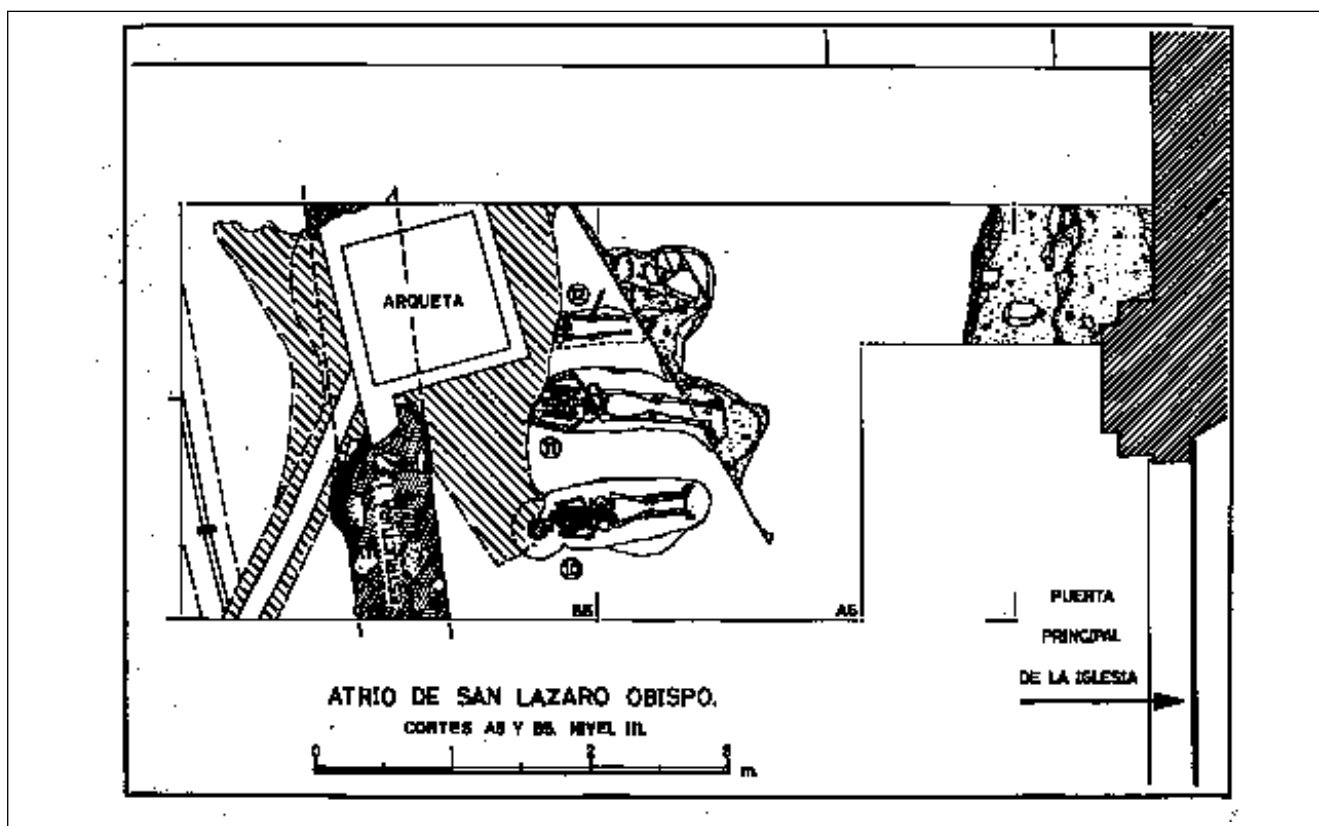 ARQUETA
12
11
10
B5
A5
PUERTA
PRINCIPAL
DE LA IGLESIA
ATRIO DE SAN LAZARO OBISPO.
CORTES A5 Y B5. NIVEL III.
0 1 2 3
m.